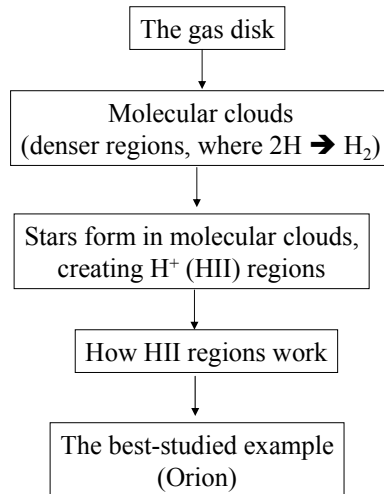 The gas disk
Molecular clouds
(denser regions, where 2H ➔ H₂)
Stars form in molecular clouds,
creating H⁺ (HII) regions
How HII regions work
The best-studied example
(Orion)